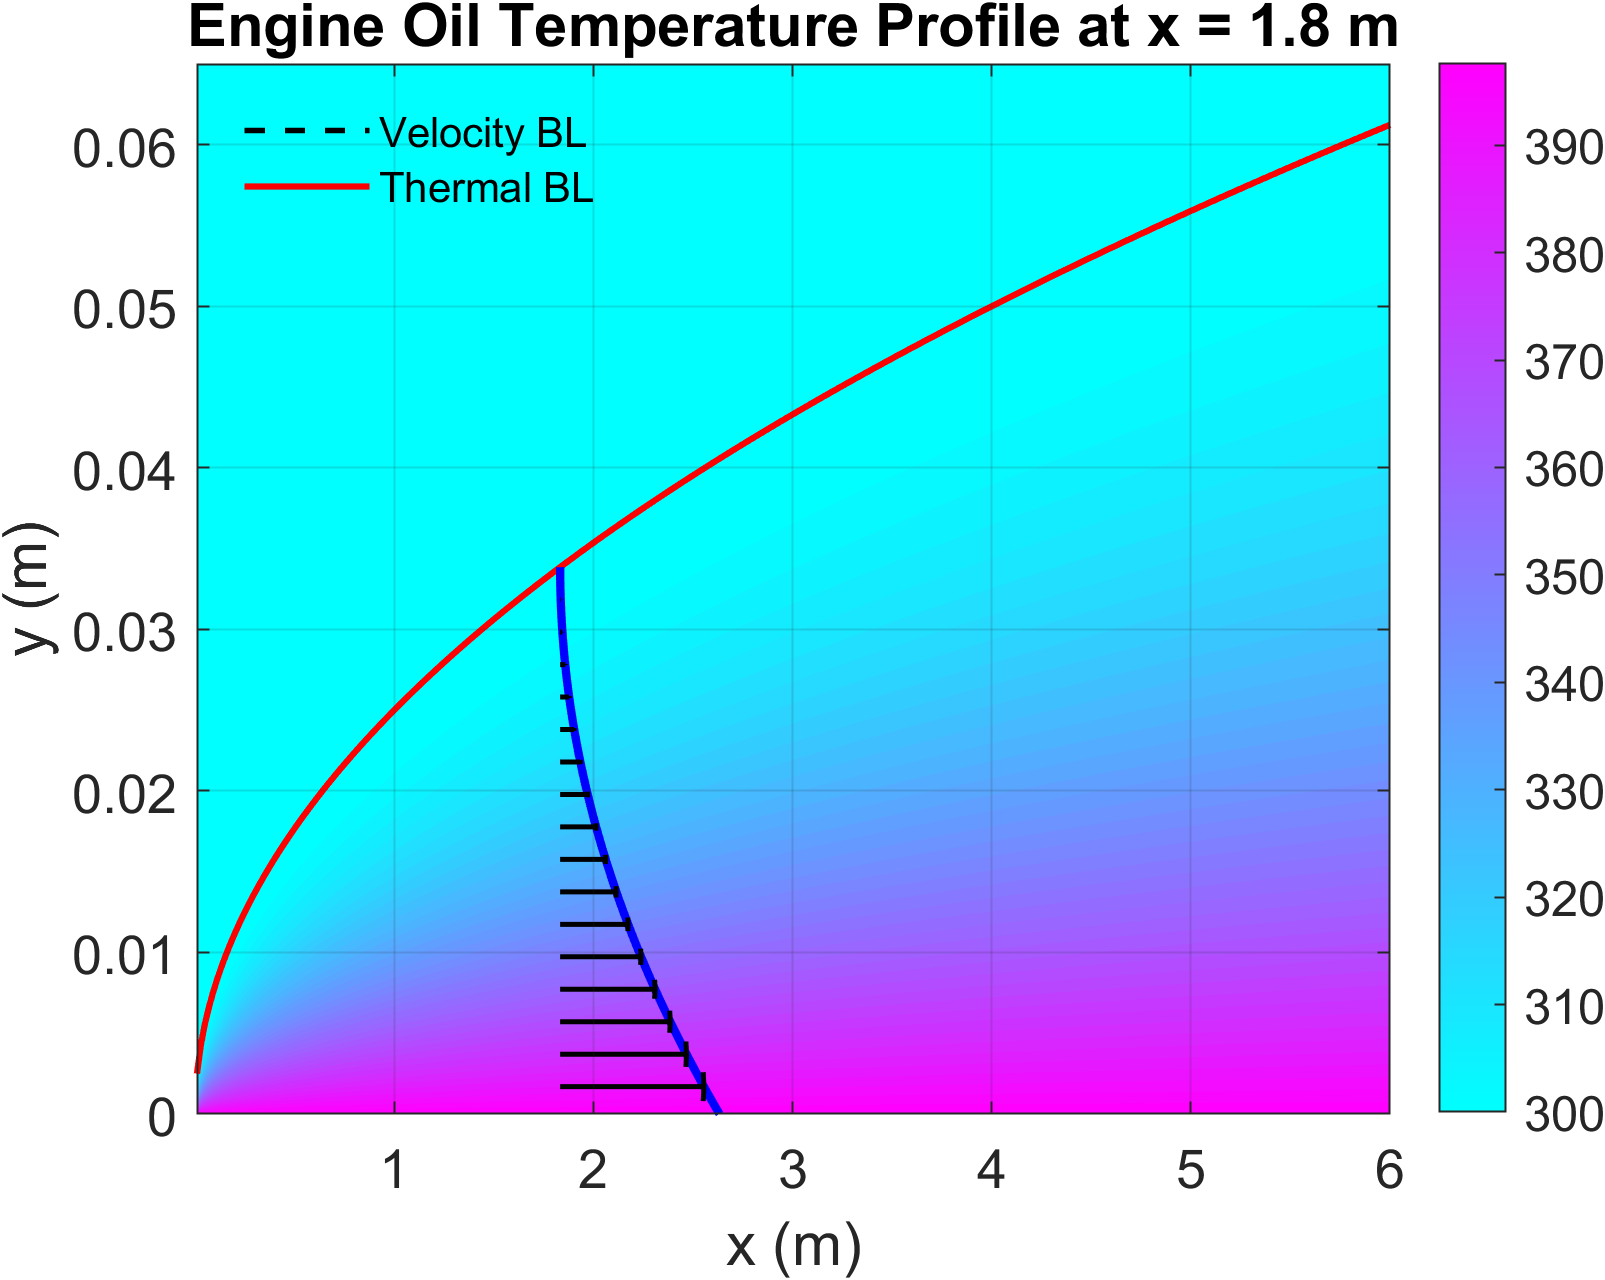 Engine Oil Temperature Profile at x = 1.8 m
Velocity BL
Thermal BL
0.06
0.05
0.04
0.03
0.02
0.01
0
y (m)
1 2 3 4 5 6
x (m)
390
380
370
360
350
340
330
320
310
300